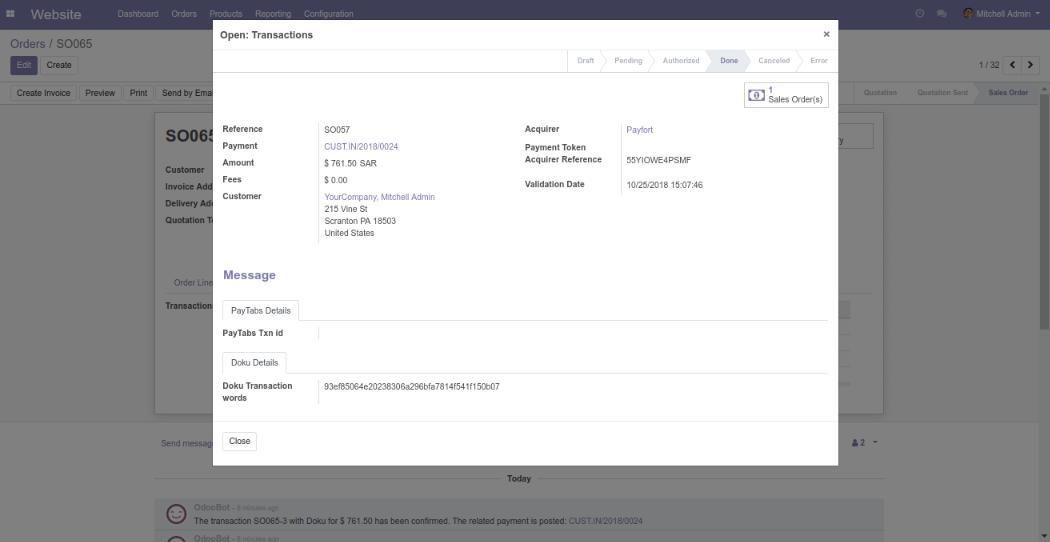 Website
Dashboard Orders Products Reporting Configuration
Mitchell Admin
Open: Transactions ×
Orders / SO065
Edit Create
1 / 32
Draft Pending Authorized Done Canceled Error
Create Invoice Preview Print Send by Emai
Quotation Quotation Sent Sales Order
1
Sales Order(s)
SO065
Customer
Invoice Add
Delivery Ad
Quotation T
Reference SO057
Payment CUST.IN/2018/0024
Amount $ 761.50 SAR
Fees $ 0.00
Customer YourCompany, Mitchell Admin
215 Vine St
Scranton PA 18503
United States
Acquirer Payfort
Payment Token
Acquirer Reference 55YIOWE4PSMF
Validation Date 10/25/2018 15:07:46
Message
Order Line
Transaction
PayTabs Details
PayTabs Txn id
Doku Details
Doku Transaction words 93ef85064e20238306a296bfa7814f541f150b07
Close
Send messag
2
Today
OdooBot - 8 minutes ago
The transaction SO065-3 with Doku for $ 761.50 has been confirmed. The related payment is posted: CUST.IN/2018/0024
OdooBot - 8 minutes ago